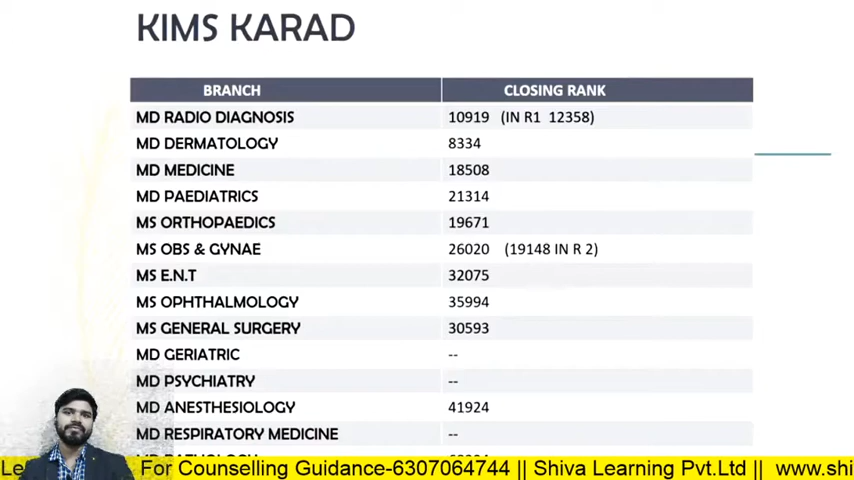 KIMS KARAD
BRANCH CLOSING RANK
MD RADIO DIAGNOSIS 10919 (IN R1 12358)
MD DERMATOLOGY 8334
MD MEDICINE 18508
MD PAEDIATRICS 21314
MS ORTHOPAEDICS 19671
MS OBS & GYNAE 26020 (19148 IN R 2)
MS E.N.T 32075
MS OPHTHALMOLOGY 35994
MS GENERAL SURGERY 30593
MD GERIATRIC --
MD PSYCHIATRY --
MD ANESTHESIOLOGY 41924
MD RESPIRATORY MEDICINE --
MD PATHOLOGY
Le For Counselling Guidance-6307064744 || Shiva Learning Pvt.Ltd || www.shi